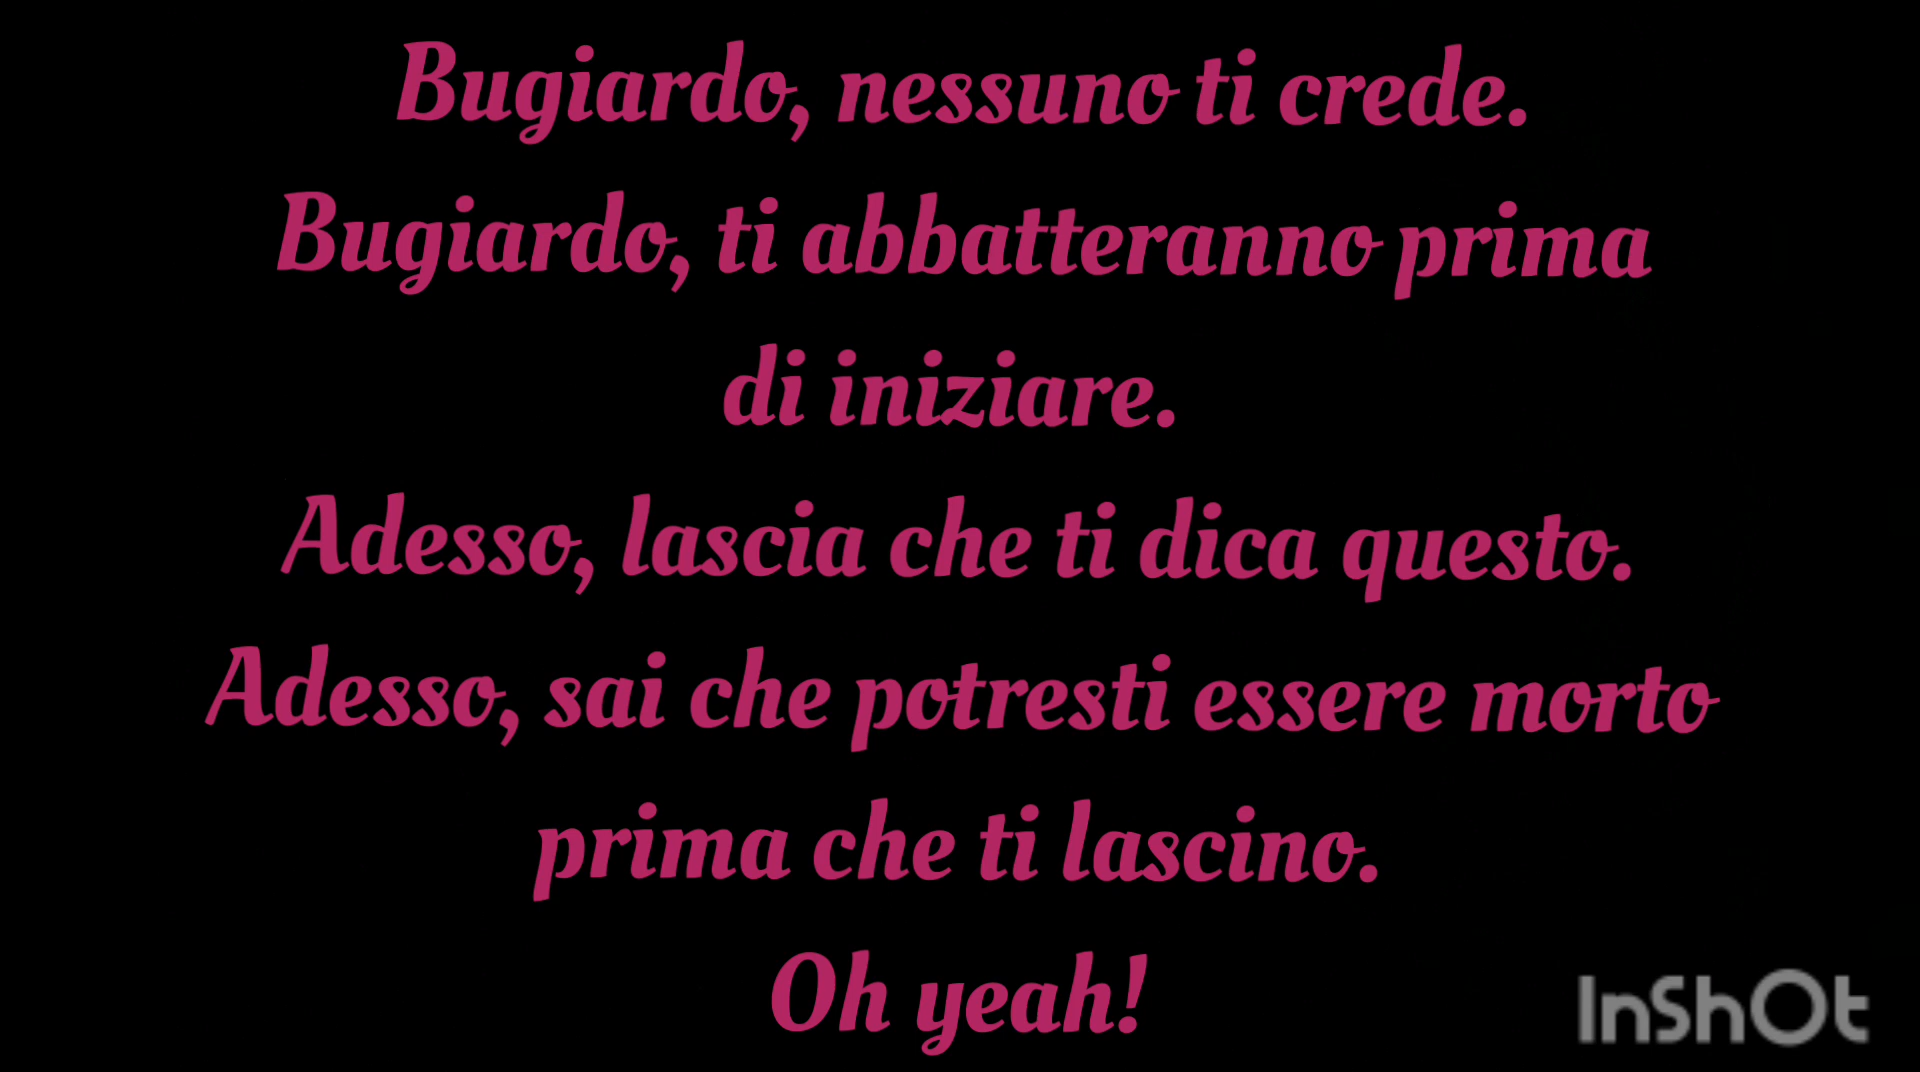 Bugiardo, nessuno ti crede.
Bugiardo, ti abbatteranno prima
di iniziare.
Adesso, lascia che ti dica questo.
Adesso, sai che potresti essere morto
prima che ti lascino.
Oh yeah!
InShOt